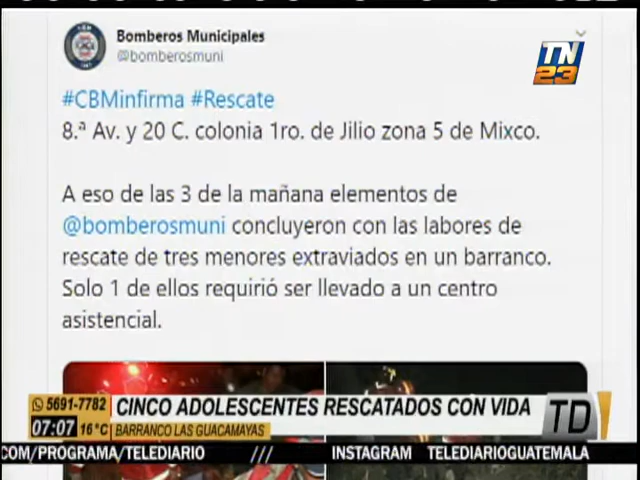 Bomberos Municipales
@bomberosmuni
TN
23
#CBMinfirma #Rescate
8.ª Av. y 20 C. colonia 1ro. de Jilio zona 5 de Mixco.
A eso de las 3 de la mañana elementos de
@bomberosmuni concluyeron con las labores de
rescate de tres menores extraviados en un barranco.
Solo 1 de ellos requirió ser llevado a un centro
asistencial.
5691-7782
CINCO ADOLESCENTES RESCATADOS CON VIDA
TD
07:07 16°C
BARRANCO LAS GUACAMAYAS
COM/PROGRAMA/TELEDIARIO /// INSTAGRAM TELEDIARIOGUATEMALA